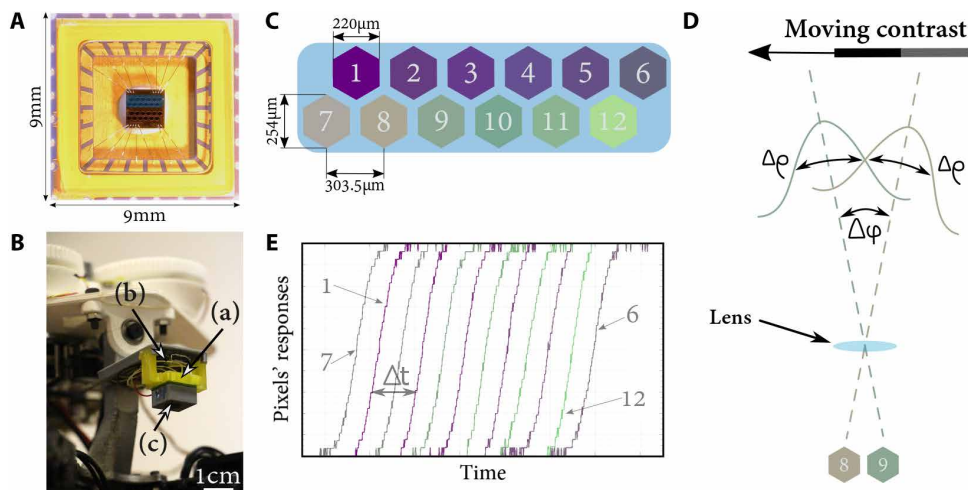 A
9mm
9mm
B
(b)
(a)
(c)
1cm
C
220µm
1 2 3 4 5 6
7 8 9 10 11 12
254µm
303.5µm
E
Pixels' responses
1
7
Δt
6
12
Time
D
Moving contrast
Δρ
Δρ
Δφ
Lens
8 9